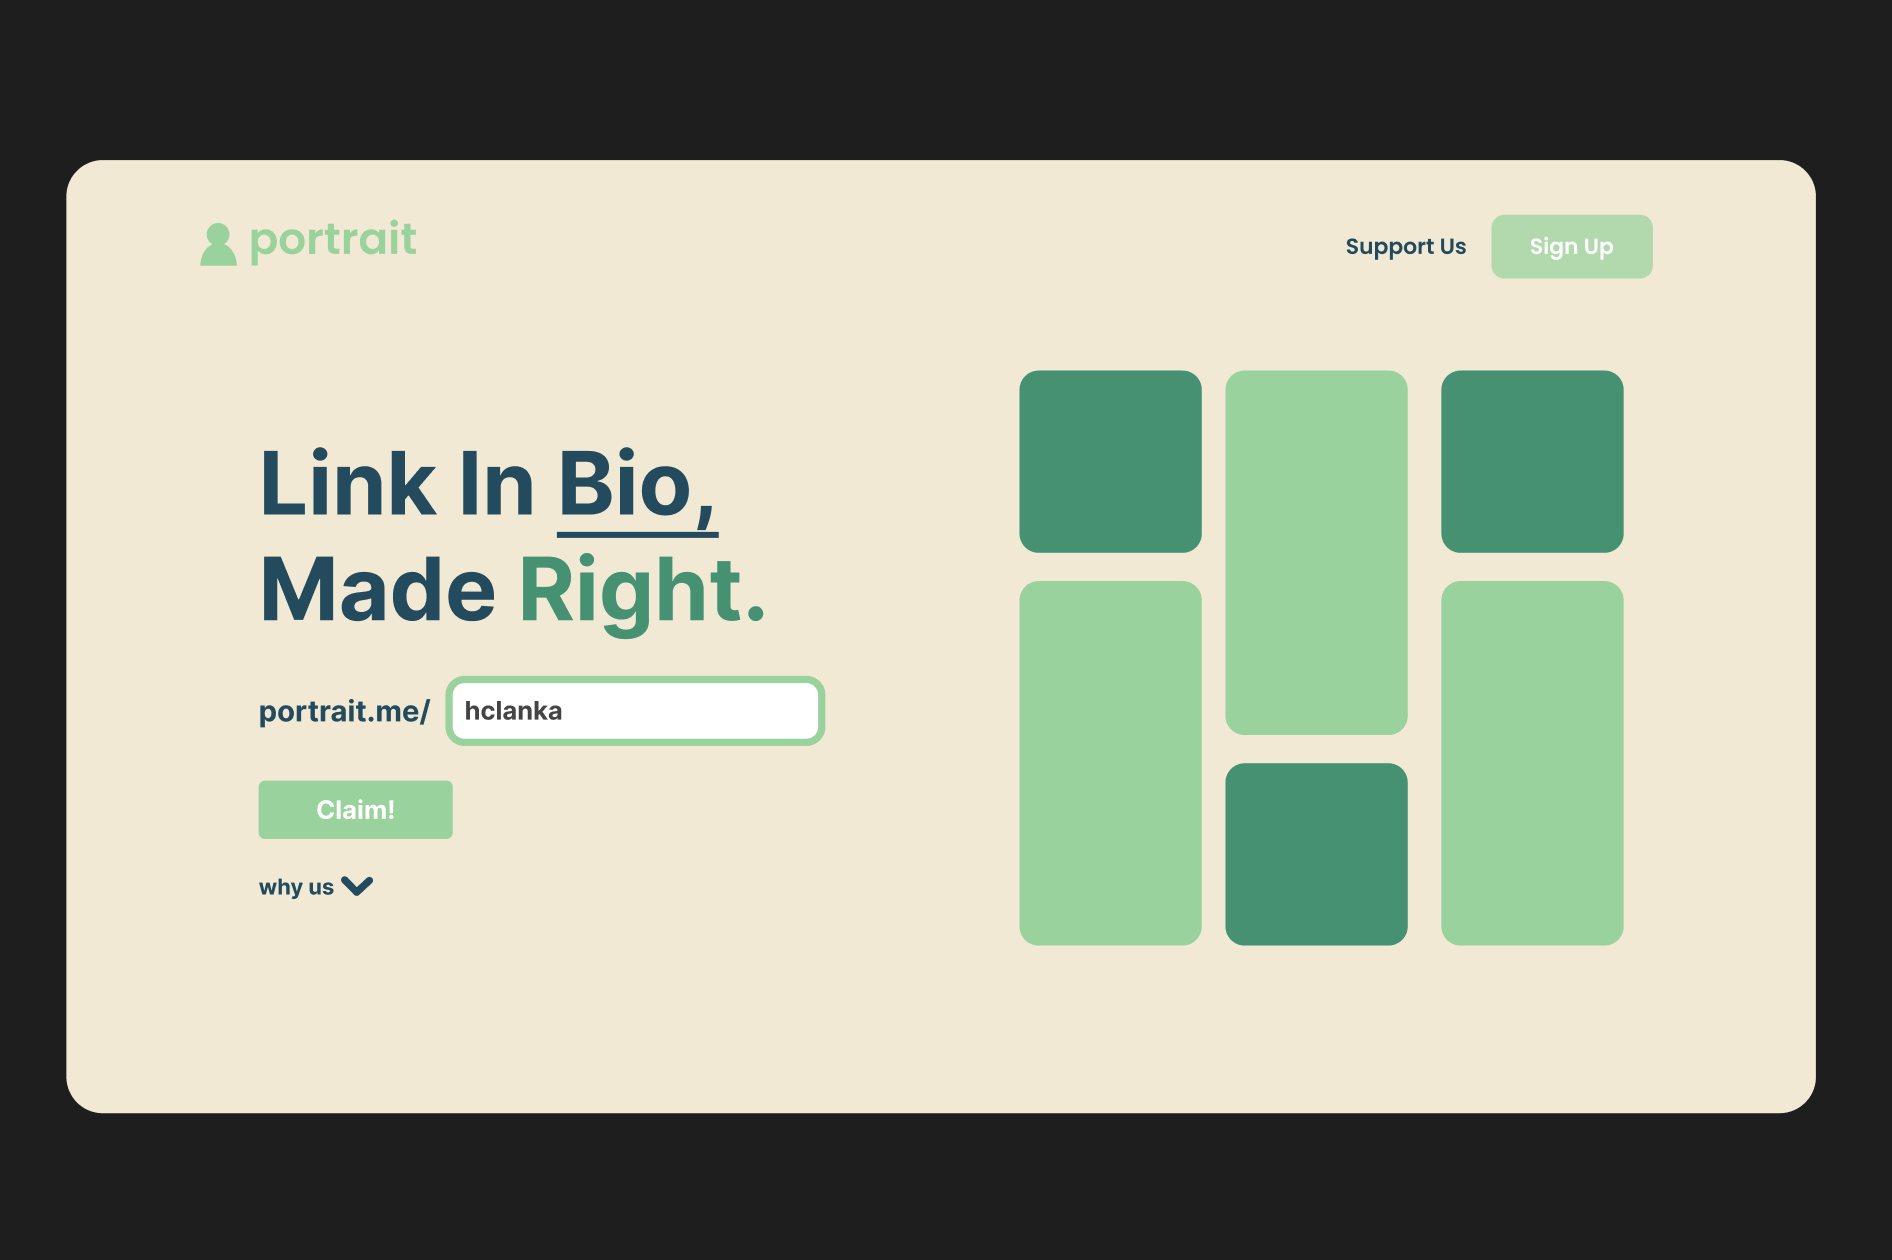 portrait
Support Us
Sign Up
Link In Bio,
Made Right.
portrait.me/ hclanka
Claim!
why us